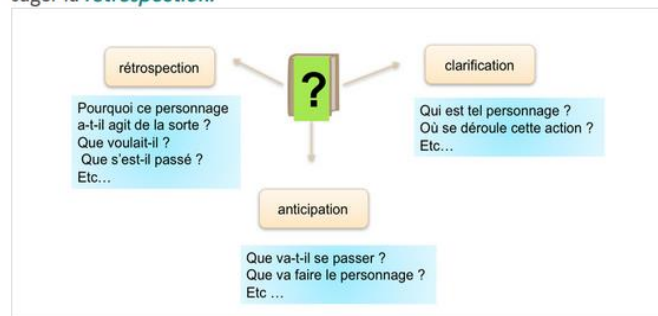 rétrospection.
rétrospection
?
clarification
Pourquoi ce personnage
a-t-il agit de la sorte ?
Que voulait-il ?
Que s'est-il passé ?
Etc…
Qui est tel personnage ?
Où se déroule cette action ?
Etc…
anticipation
Que va-t-il se passer ?
Que va faire le personnage ?
Etc …